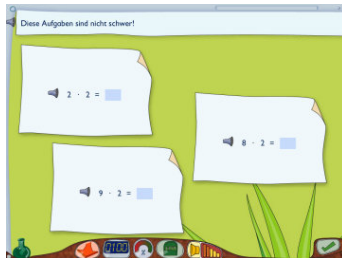 Diese Aufgaben sind nicht schwer!
2 · 2 =
8 · 2 =
9 · 2 =